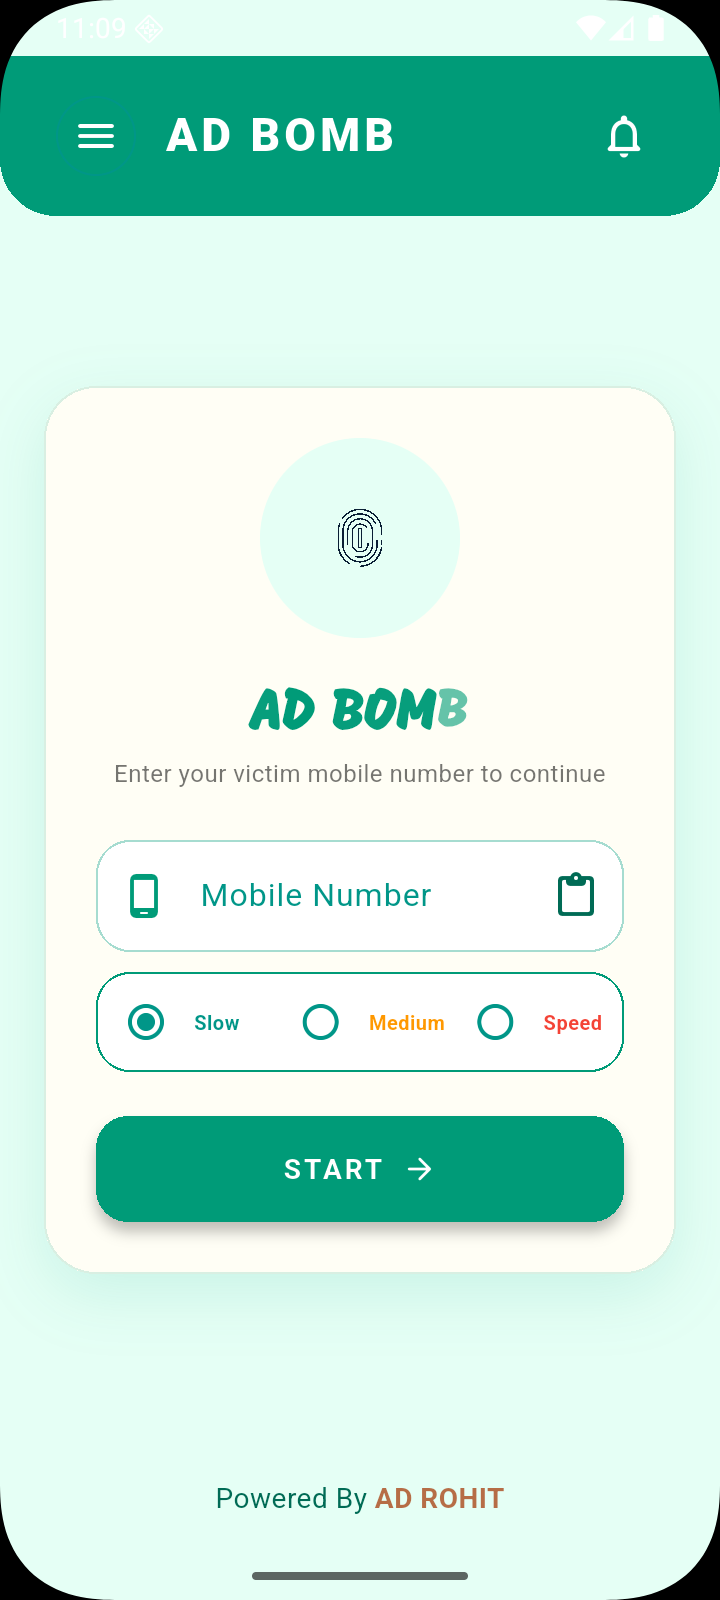 11:09
AD BOMB
AD BOMB
Enter your victim mobile number to continue
Mobile Number
Slow Medium Speed
START
Powered By AD ROHIT